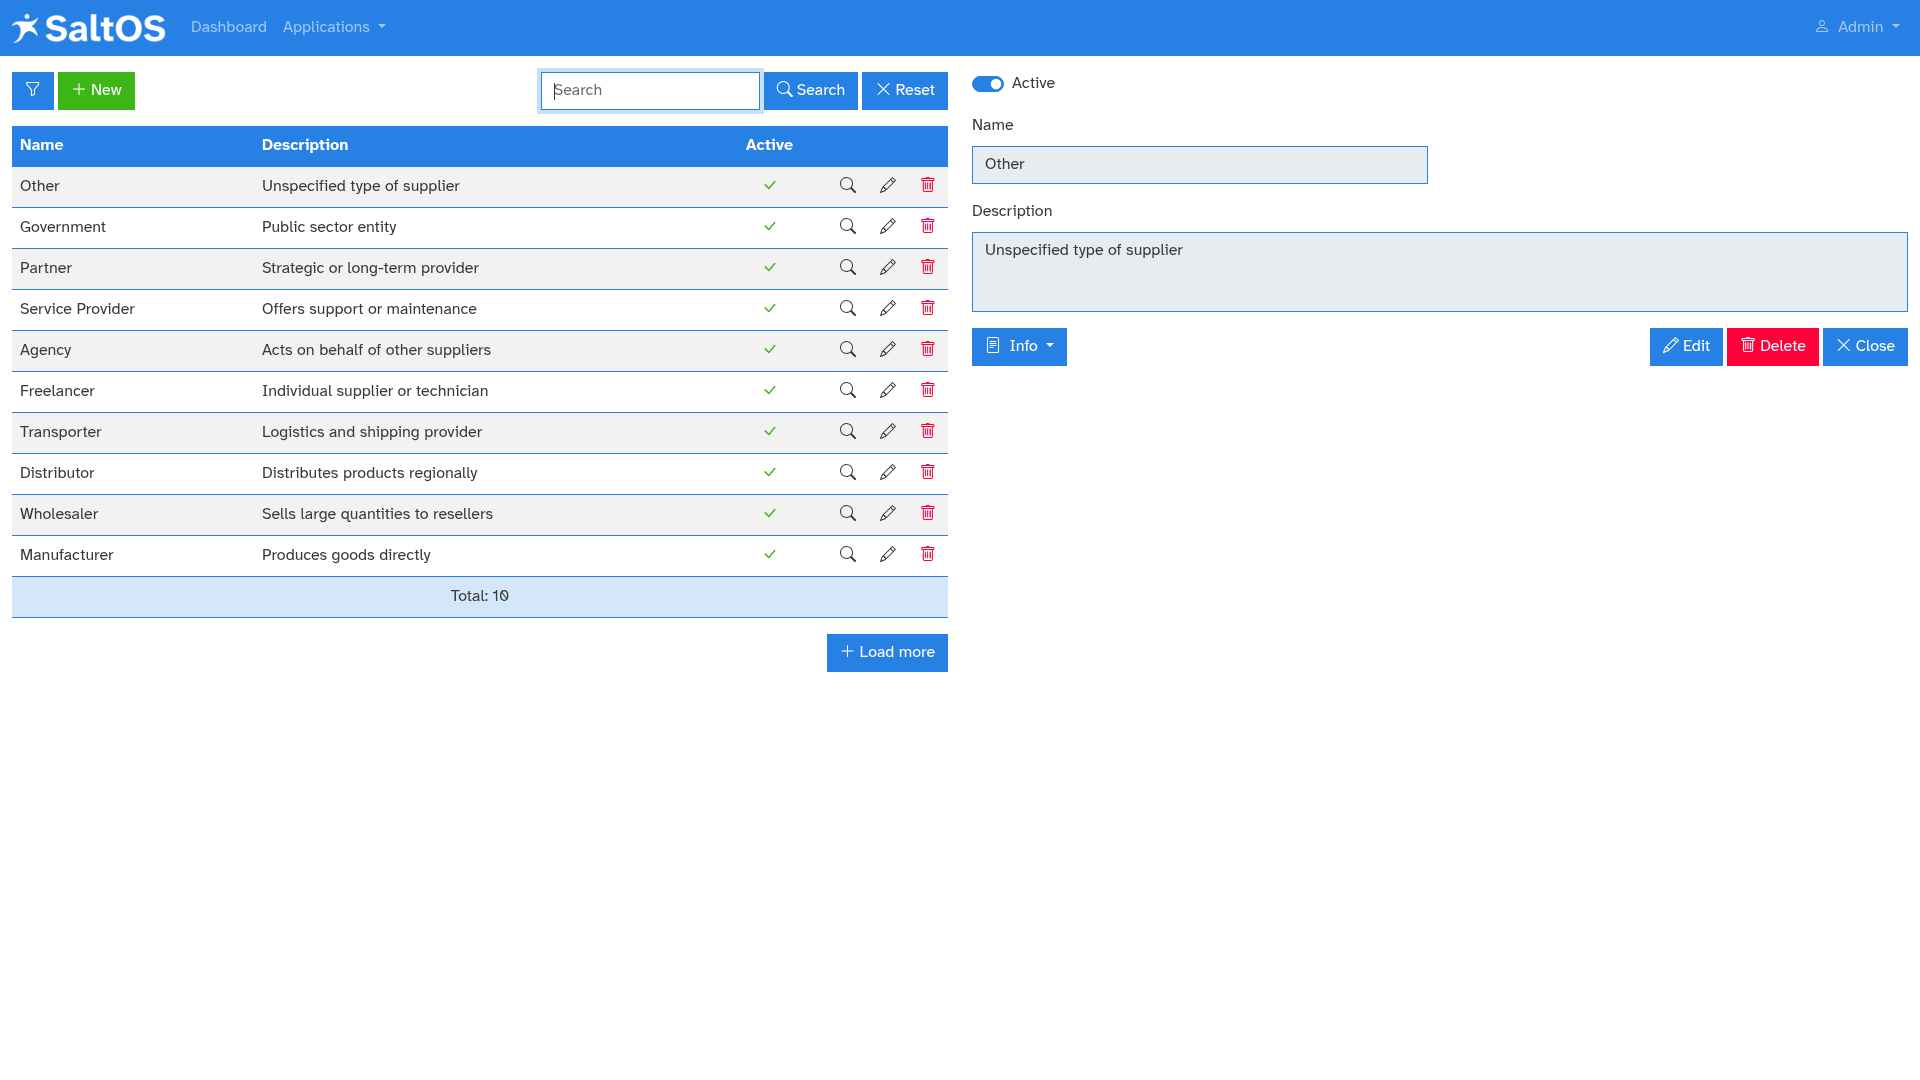 SaltOS Dashboard Applications Admin
New Search Search Reset
Name Description Active
Other Unspecified type of supplier
Government Public sector entity
Partner Strategic or long-term provider
Service Provider Offers support or maintenance
Agency Acts on behalf of other suppliers
Freelancer Individual supplier or technician
Transporter Logistics and shipping provider
Distributor Distributes products regionally
Wholesaler Sells large quantities to resellers
Manufacturer Produces goods directly
Total: 10
Load more
Active
Name
Other
Description
Unspecified type of supplier
Info Edit Delete Close